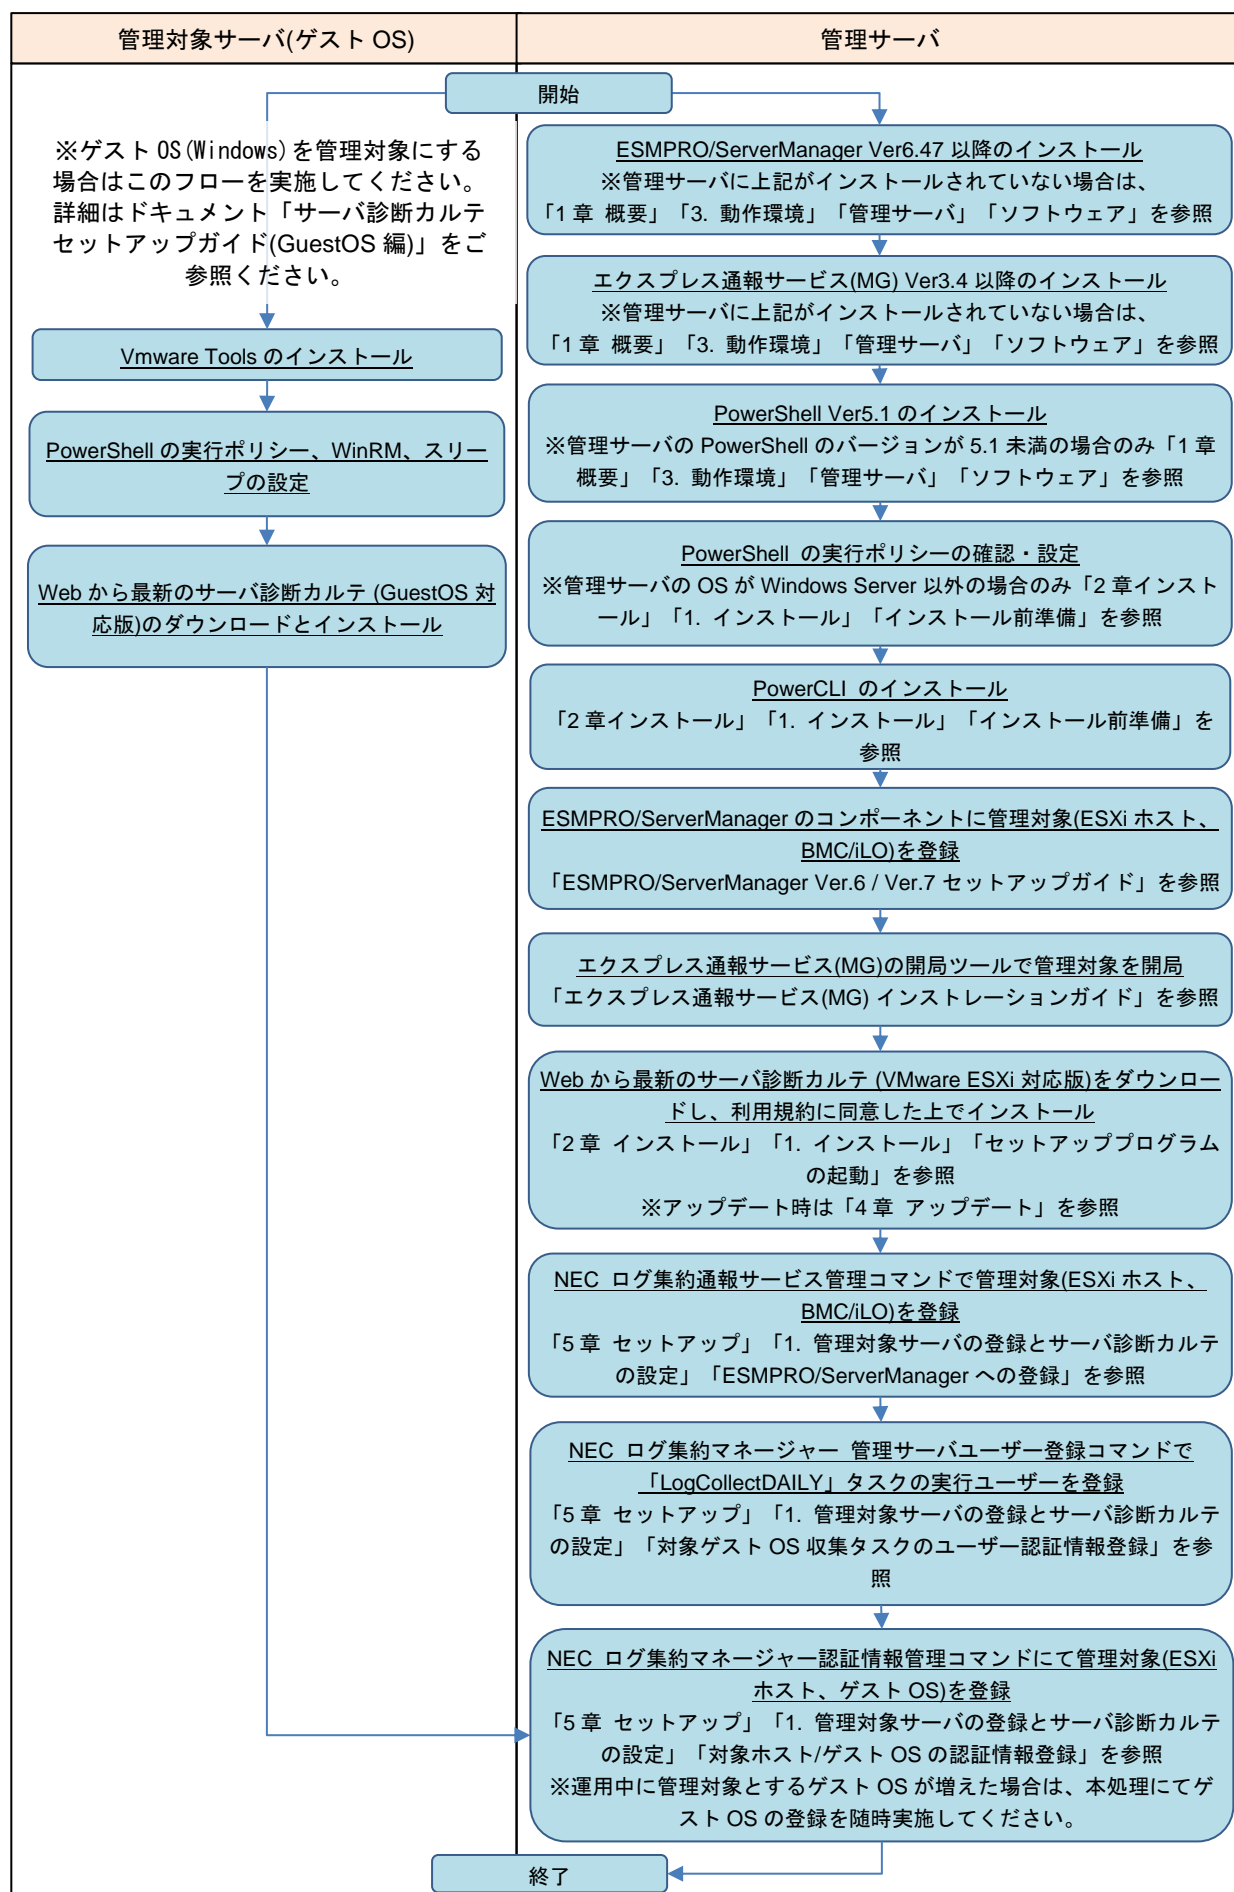 管理対象サーバ(ゲスト OS)
管理サーバ
開始
※ゲスト OS(Windows)を管理対象にする
場合はこのフローを実施してください。
詳細はドキュメント「サーバ診断カルテ
セットアップガイド(GuestOS 編)」をご
参照ください。
Vmware Tools のインストール
PowerShell の実行ポリシー、WinRM、スリー
プの設定
Web から最新のサーバ診断カルテ (GuestOS 対
応版)のダウンロードとインストール
ESMPRO/ServerManager Ver6.47 以降のインストール
※管理サーバに上記がインストールされていない場合は、
「1 章 概要」「3. 動作環境」「管理サーバ」「ソフトウェア」を参照
エクスプレス通報サービス(MG) Ver3.4 以降のインストール
※管理サーバに上記がインストールされていない場合は、
「1 章 概要」「3. 動作環境」「管理サーバ」「ソフトウェア」を参照
PowerShell Ver5.1 のインストール
※管理サーバの PowerShell のバージョンが 5.1 未満の場合のみ「1 章
概要」「3. 動作環境」「管理サーバ」「ソフトウェア」を参照
PowerShell の実行ポリシーの確認・設定
※管理サーバの OS が Windows Server 以外の場合のみ「2 章インスト
ール」「1. インストール」「インストール前準備」を参照
PowerCLI のインストール
「2 章インストール」「1. インストール」「インストール前準備」を
参照
ESMPRO/ServerManager のコンポーネントに管理対象(ESXi ホスト、
BMC/iLO)を登録
「ESMPRO/ServerManager Ver.6 / Ver.7 セットアップガイド」を参照
エクスプレス通報サービス(MG)の開局ツールで管理対象を開局
「エクスプレス通報サービス(MG) インストレーションガイド」を参照
Web から最新のサーバ診断カルテ (VMware ESXi 対応版)をダウンロー
ドし、利用規約に同意した上でインストール
「2 章 インストール」「1. インストール」「セットアッププログラム
の起動」を参照
※アップデート時は「4 章 アップデート」を参照
NEC ログ集約通報サービス管理コマンドで管理対象(ESXi ホスト、
BMC/iLO)を登録
「5 章 セットアップ」「1. 管理対象サーバの登録とサーバ診断カルテ
の設定」「ESMPRO/ServerManager への登録」を参照
NEC ログ集約マネージャー 管理サーバユーザー登録コマンドで
「LogCollectDAILY」タスクの実行ユーザーを登録
「5 章 セットアップ」「1. 管理対象サーバの登録とサーバ診断カルテ
の設定」「対象ゲスト OS 収集タスクのユーザー認証情報登録」を参
照
NEC ログ集約マネージャー認証情報管理コマンドにて管理対象(ESXi
ホスト、ゲスト OS)を登録
「5 章 セットアップ」「1. 管理対象サーバの登録とサーバ診断カルテ
の設定」「対象ホスト/ゲスト OS の認証情報登録」を参照
※運用中に管理対象とするゲスト OS が増えた場合は、本処理にてゲ
スト OS の登録を随時実施してください。
終了